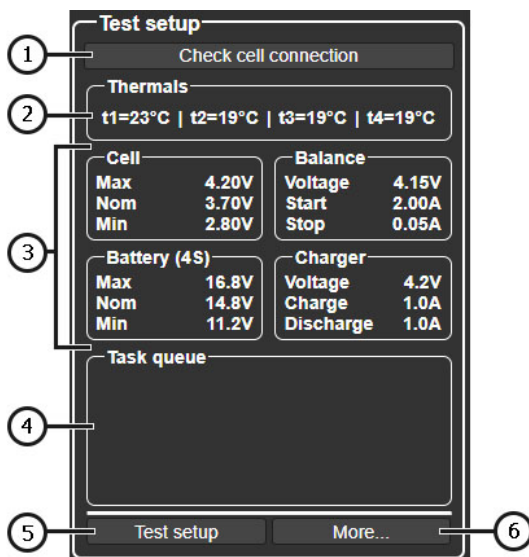 Test setup
1
Check cell connection
Thermals
2
t1=23°C | t2=19°C | t3=19°C | t4=19°C
3
Cell
Max 4.20V
Nom 3.70V
Min 2.80V
Balance
Voltage 4.15V
Start 2.00A
Stop 0.05A
Battery (4S)
Max 16.8V
Nom 14.8V
Min 11.2V
Charger
Voltage 4.2V
Charge 1.0A
Discharge 1.0A
Task queue
4
5
Test setup
More...
6